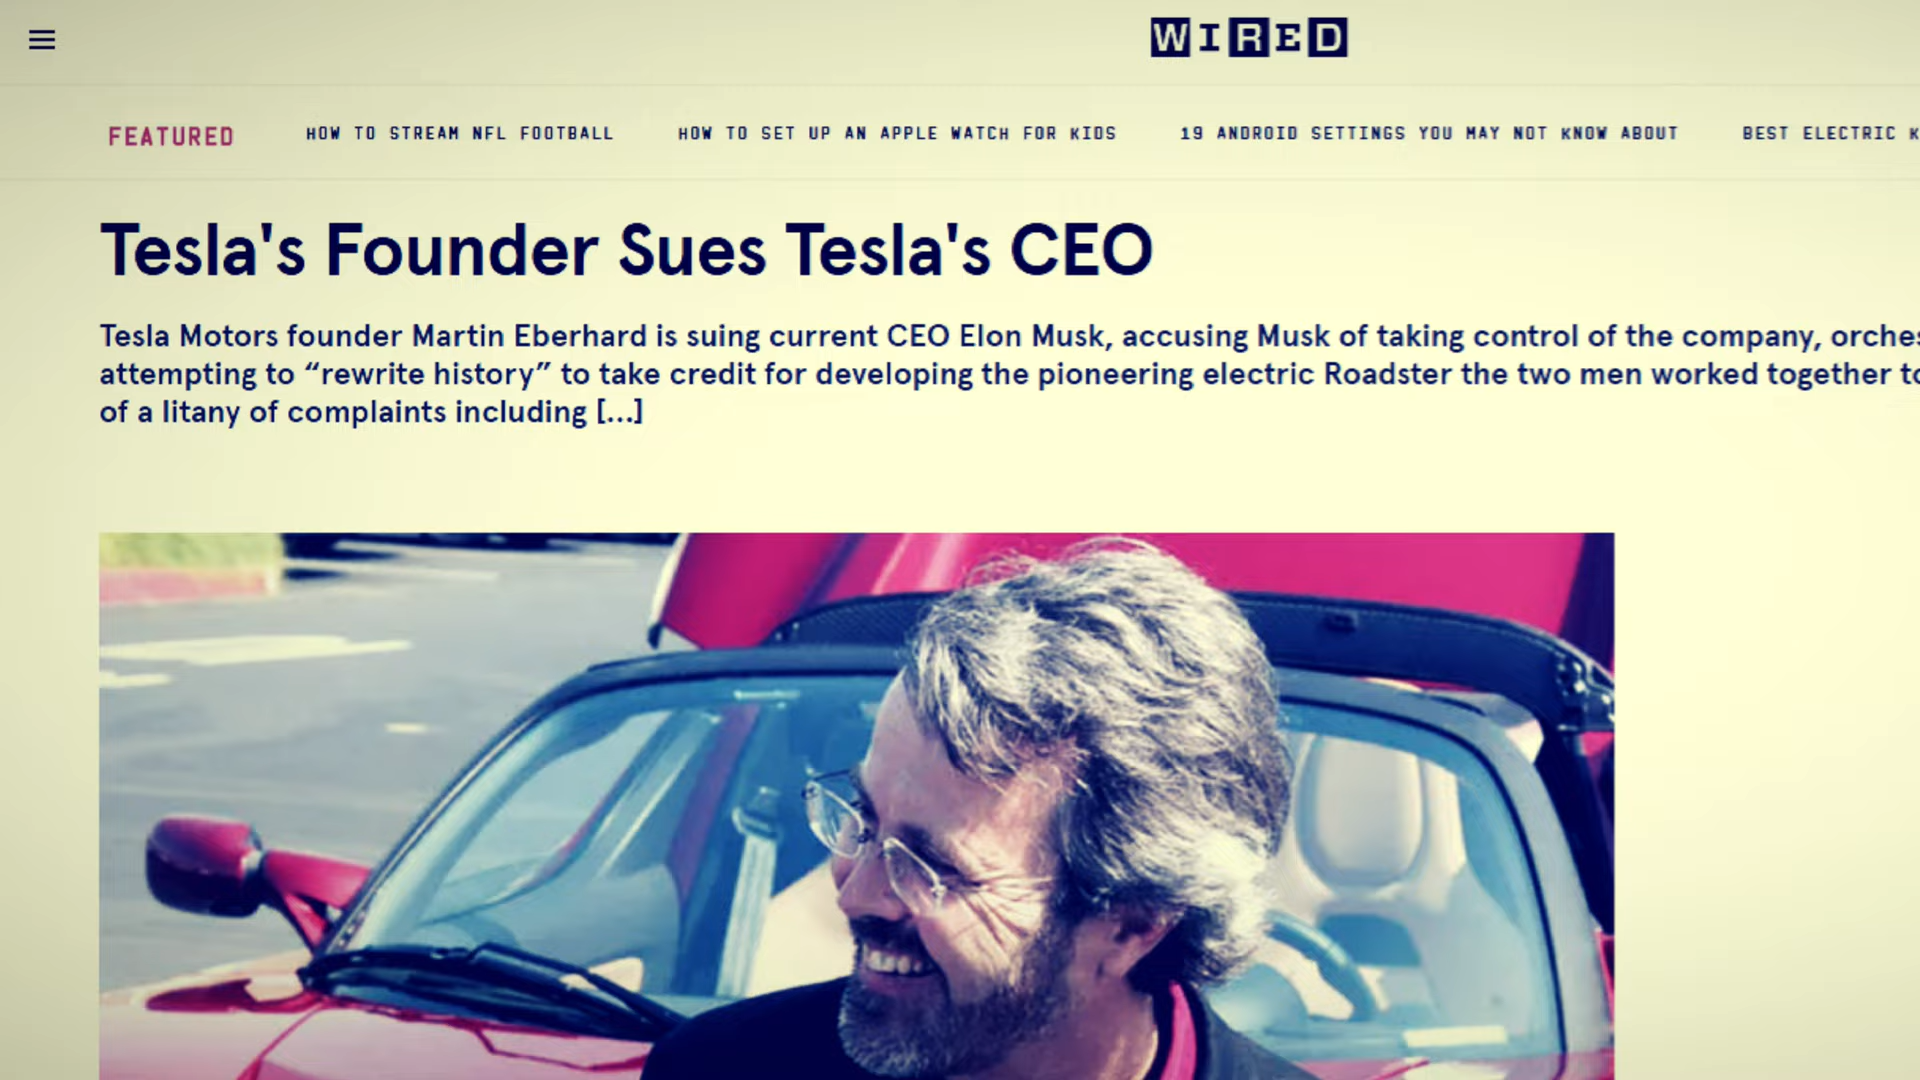 WIRED
FEATURED HOW TO STREAM NFL FOOTBALL HOW TO SET UP AN APPLE WATCH FOR KIDS 19 ANDROID SETTINGS YOU MAY NOT KNOW ABOUT BEST ELECTRIC
Tesla's Founder Sues Tesla's CEO
Tesla Motors founder Martin Eberhard is suing current CEO Elon Musk, accusing Musk of taking control of the company,
attempting to “rewrite history” to take credit for developing the pioneering electric Roadster the two men worked together
of a litany of complaints including [...]